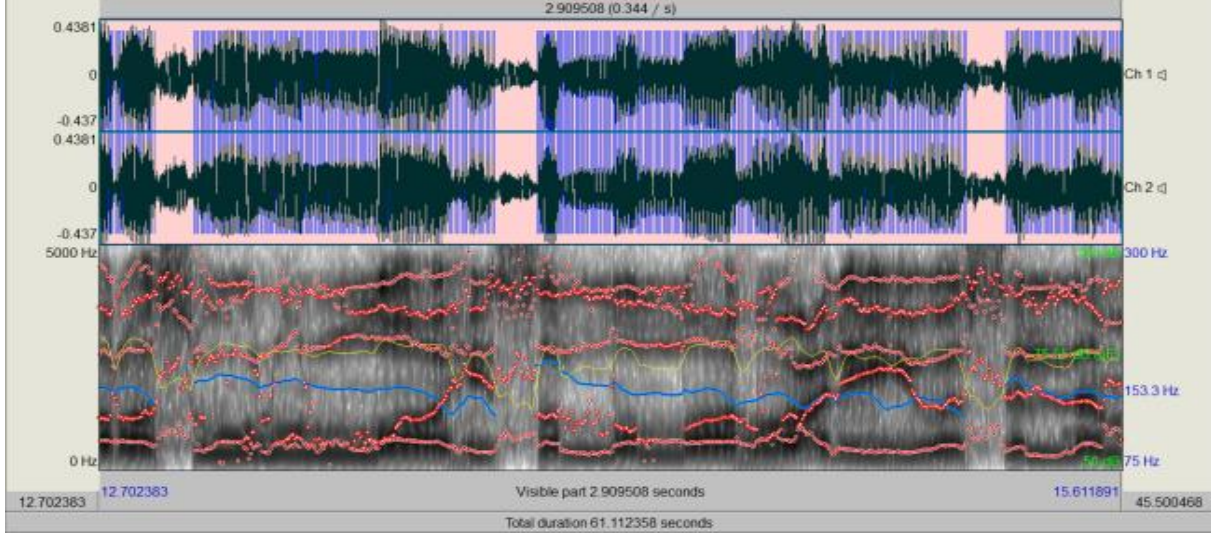 2.909508 (0.344 / s)
0.4381
0
-0.437
Ch 1
0.4381
0
-0.437
Ch 2
5000 Hz
300 Hz
153.3 Hz
0 Hz
50 dB
75 Hz
12.702383
12.702383
Visible part 2.909508 seconds
15.611891
45.500468
Total duration 61.112358 seconds